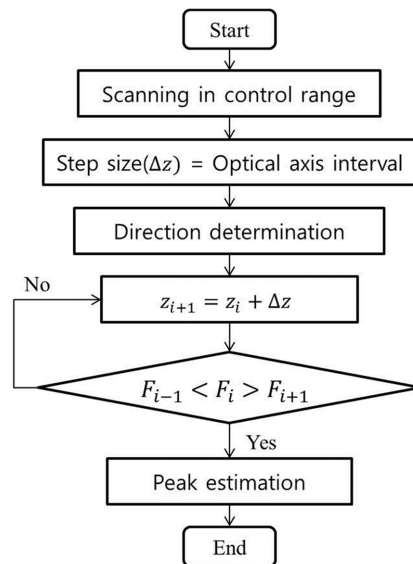 Start
Scanning in control range
Step size(Δz) = Optical axis interval
Direction determination
No
z_{i+1} = z_i + Δz
F_{i-1} < F_i > F_{i+1}
Yes
Peak estimation
End